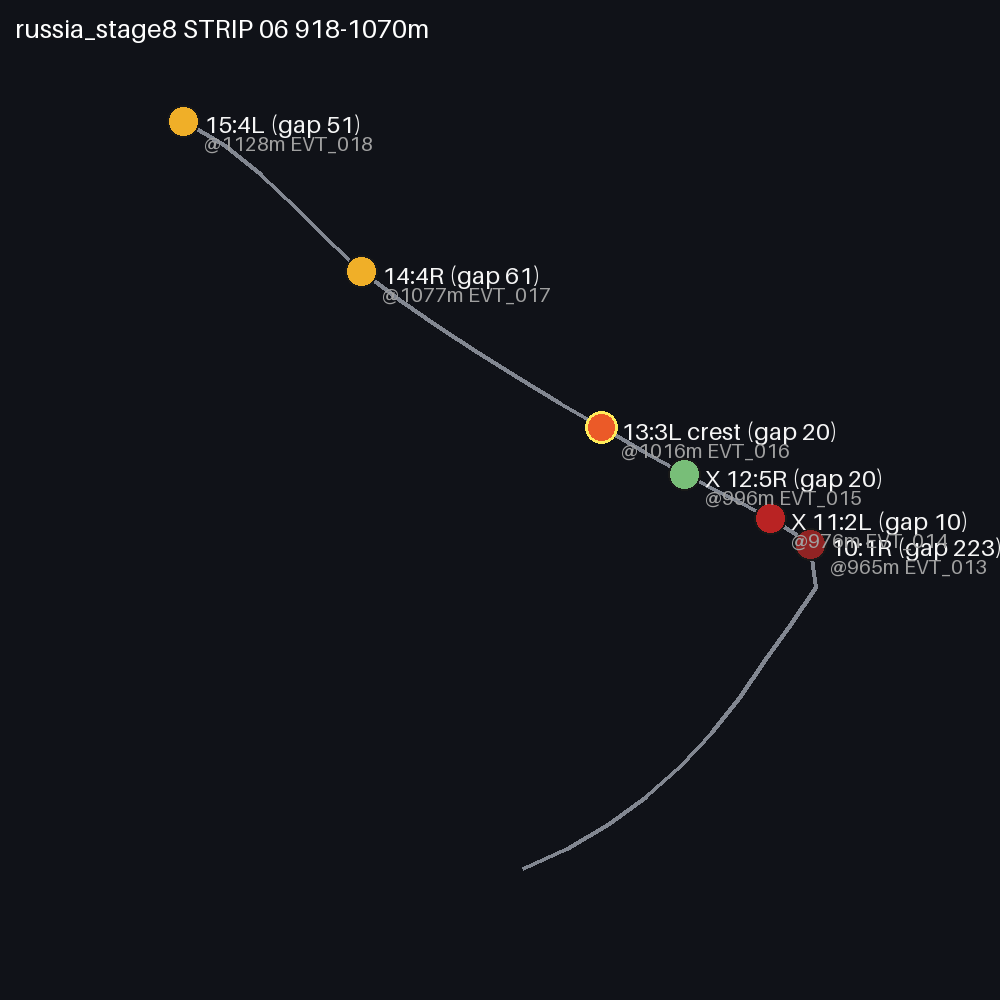 russia_stage8 STRIP 06 918-1070m
15:4L (gap 51)
@1128m EVT_018
14:4R (gap 61)
@1077m EVT_017
13:3L crest (gap 20)
@1016m EVT_016
X 12:5R (gap 20)
@996m EVT_015
X 11:2L (gap 10)
@976m EVT_014
10:1R (gap 223)
@965m EVT_013